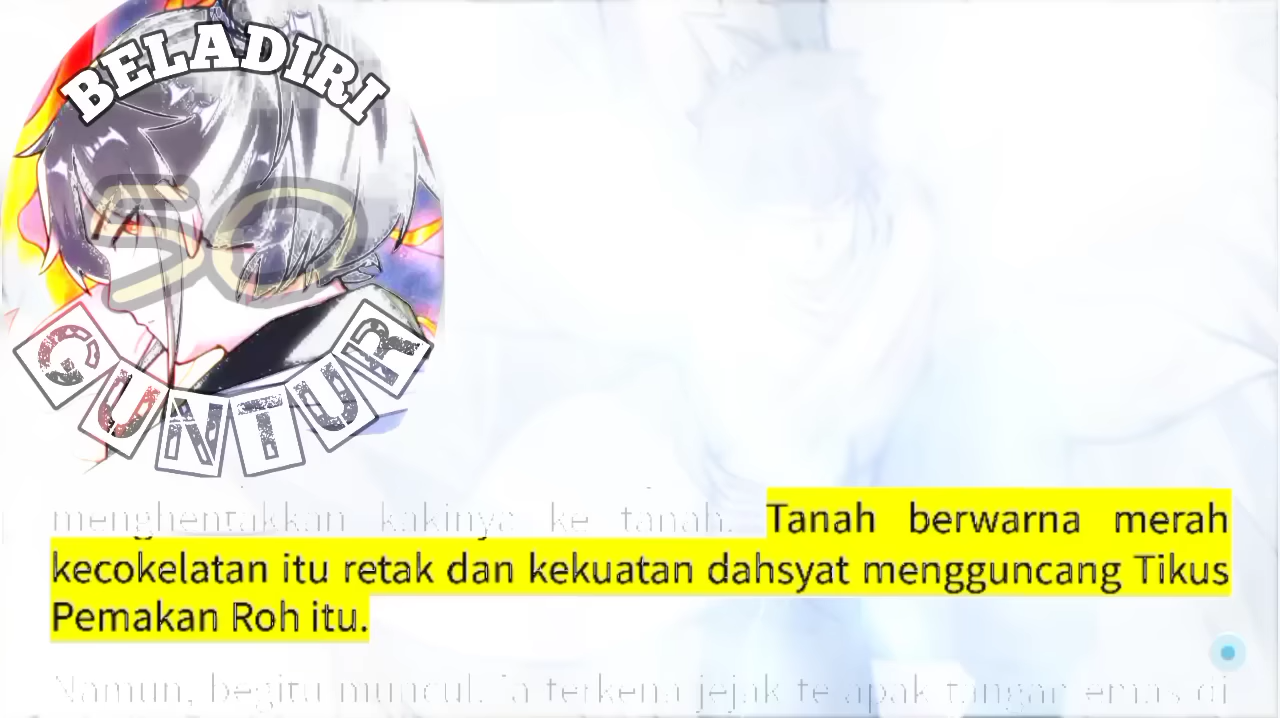 BELADIRI
GUNTUR
menghentakkan kakinya ke tanah. Tanah berwarna merah
kecokelatan itu retak dan kekuatan dahsyat mengguncang Tikus
Pemakan Roh itu.
Namun, begitu muncul. Ia terkena jejak telapak tangan emas di